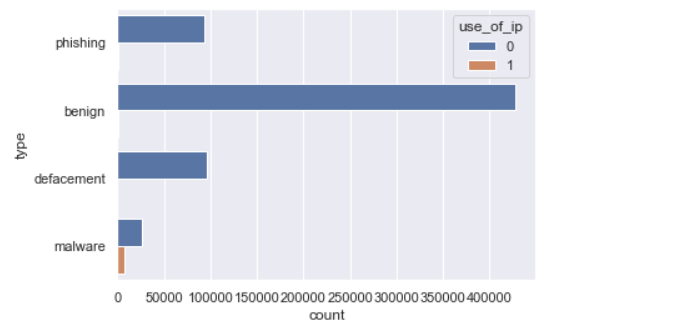 use_of_ip
0
1
phishing
benign
defacement
malware
type
0 50000 100000 150000 200000 250000 300000 350000 400000
count